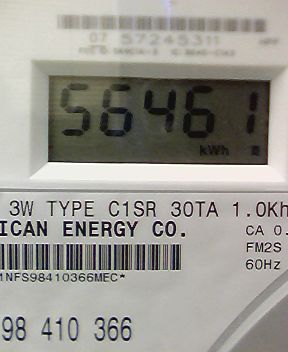 07 57245311
56461
kWh
3W TYPE C1SR 30TA 1.0Kh
ICAN ENERGY CO.
CA 0.
FM2S
60Hz
1NFS98410366MEC*
98 410 366